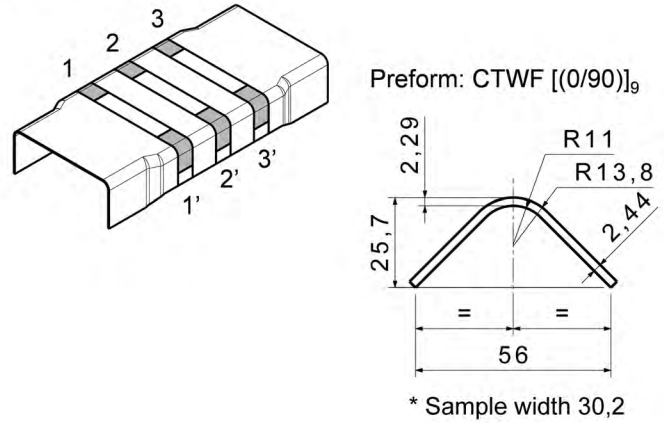 3
2
1
1’
2’
3’
Preform: CTWF [(0/90)]₉
2,29
R11
R13,8
2,44
25,7
= =
56
* Sample width 30,2